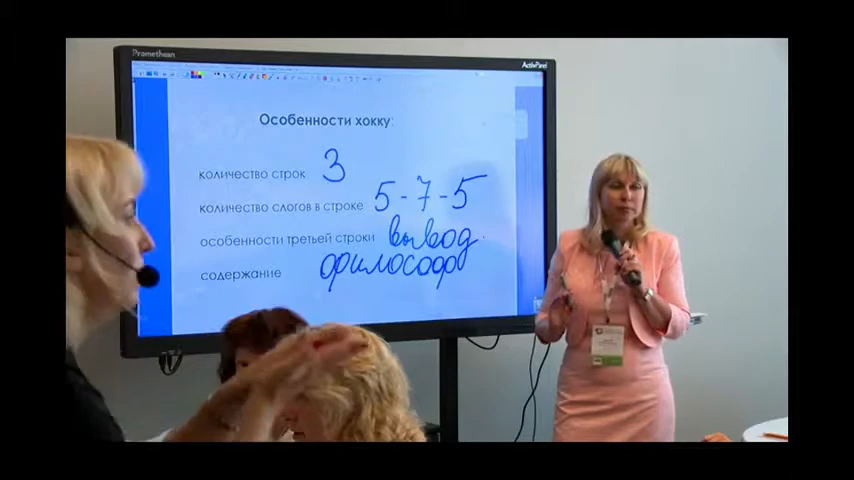 Promethean
ActivPanel
Особенности хокку:
количество строк 3
количество слогов в строке 5-7-5
особенности третьей строки вывод
содержание философ